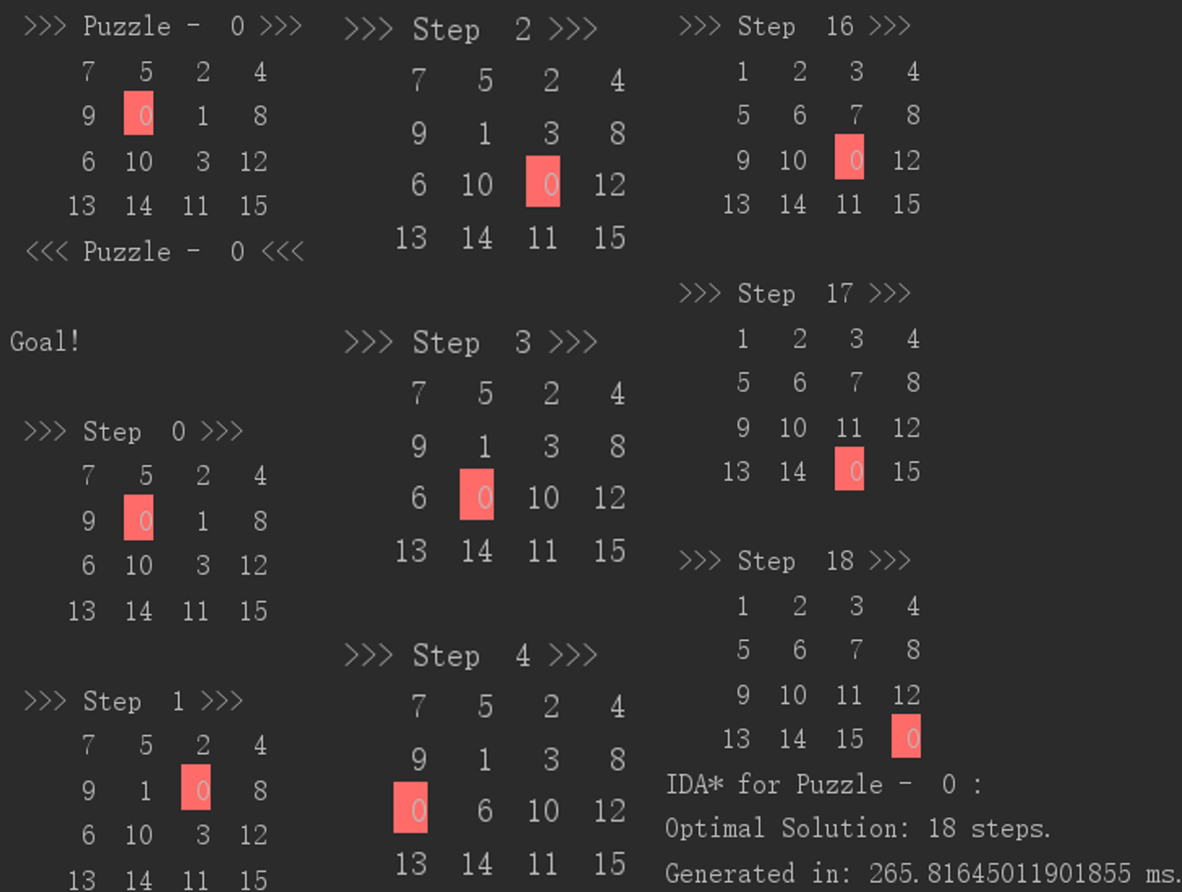 >>> Puzzle - 0 >>>
7 5 2 4
9 0 1 8
6 10 3 12
13 14 11 15
<<< Puzzle - 0 <<<
Goal!
>>> Step 0 >>>
7 5 2 4
9 0 1 8
6 10 3 12
13 14 11 15
>>> Step 1 >>>
7 5 2 4
9 1 0 8
6 10 3 12
13 14 11 15
>>> Step 2 >>>
7 5 2 4
9 1 3 8
6 10 0 12
13 14 11 15
>>> Step 3 >>>
7 5 2 4
9 1 3 8
6 0 10 12
13 14 11 15
>>> Step 4 >>>
7 5 2 4
9 1 3 8
0 6 10 12
13 14 11 15
>>> Step 16 >>>
1 2 3 4
5 6 7 8
9 10 0 12
13 14 11 15
>>> Step 17 >>>
1 2 3 4
5 6 7 8
9 10 11 12
13 14 0 15
>>> Step 18 >>>
1 2 3 4
5 6 7 8
9 10 11 12
13 14 15 0
IDA* for Puzzle - 0 :
Optimal Solution: 18 steps.
Generated in: 265.81645011901855 ms.